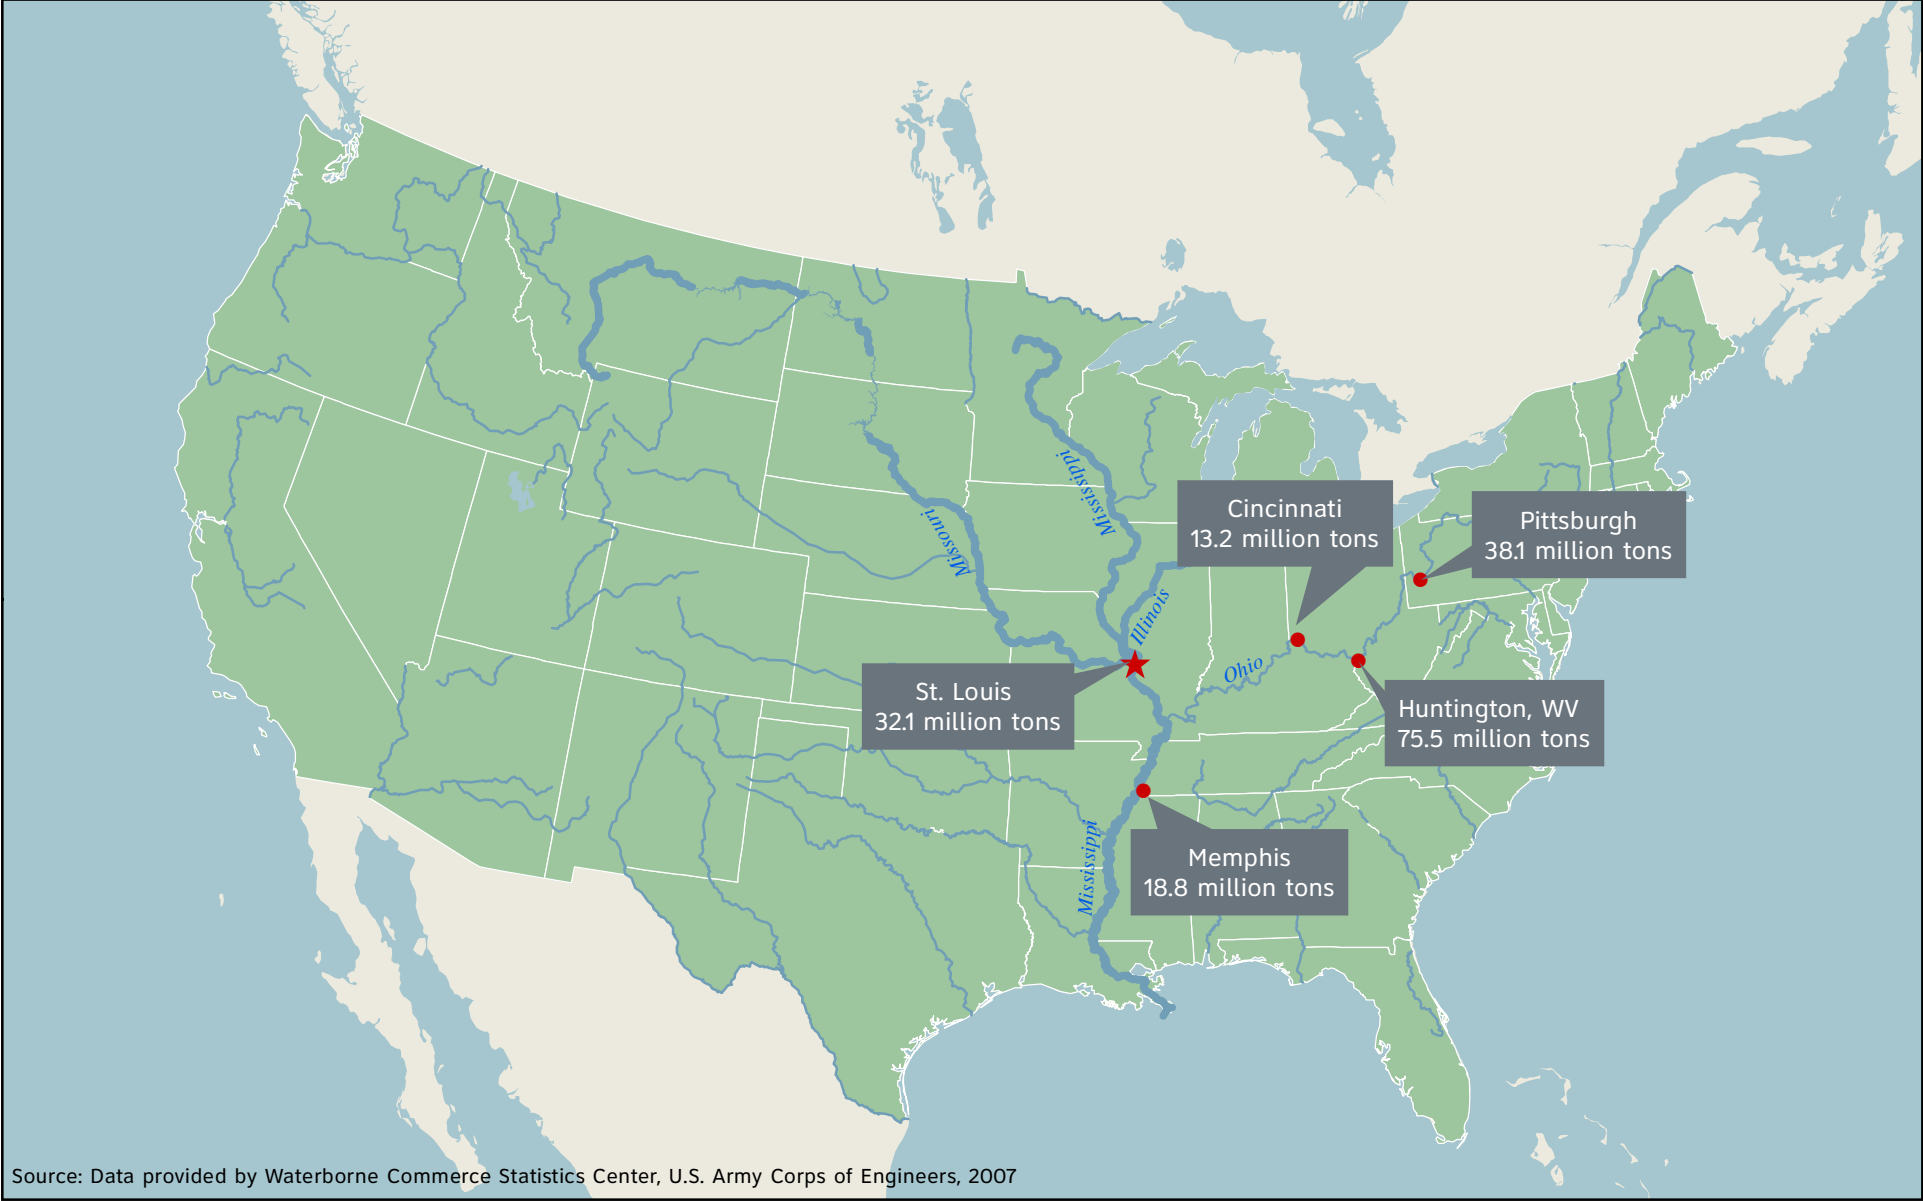 Cincinnati
13.2 million tons
Pittsburgh
38.1 million tons
Mississippi
Missouri
Illinois
Ohio
St. Louis
32.1 million tons
Huntington, WV
75.5 million tons
Mississippi
Memphis
18.8 million tons
Source: Data provided by Waterborne Commerce Statistics Center, U.S. Army Corps of Engineers, 2007